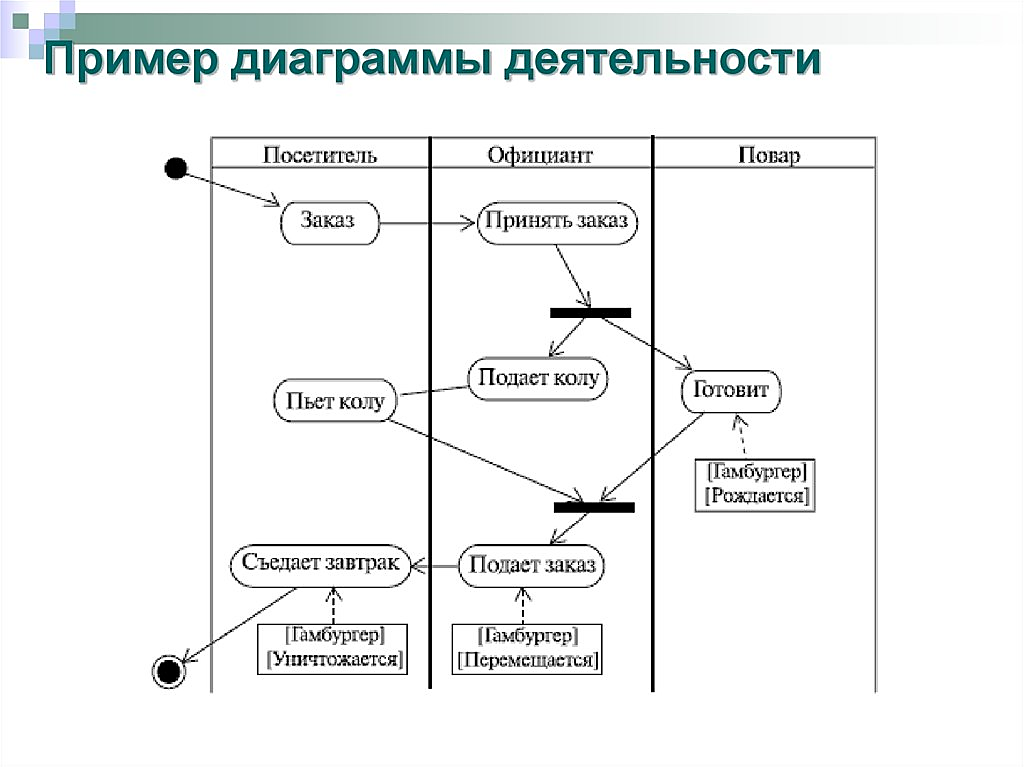 Пример диаграммы деятельности
Посетитель
Официант
Повар
Заказ
Принять заказ
Подает колу
Готовит
Пьет колу
[Гамбургер]
[Рождается]
Съедает завтрак
Подает заказ
[Гамбургер]
[Уничтожается]
[Гамбургер]
[Перемещается]